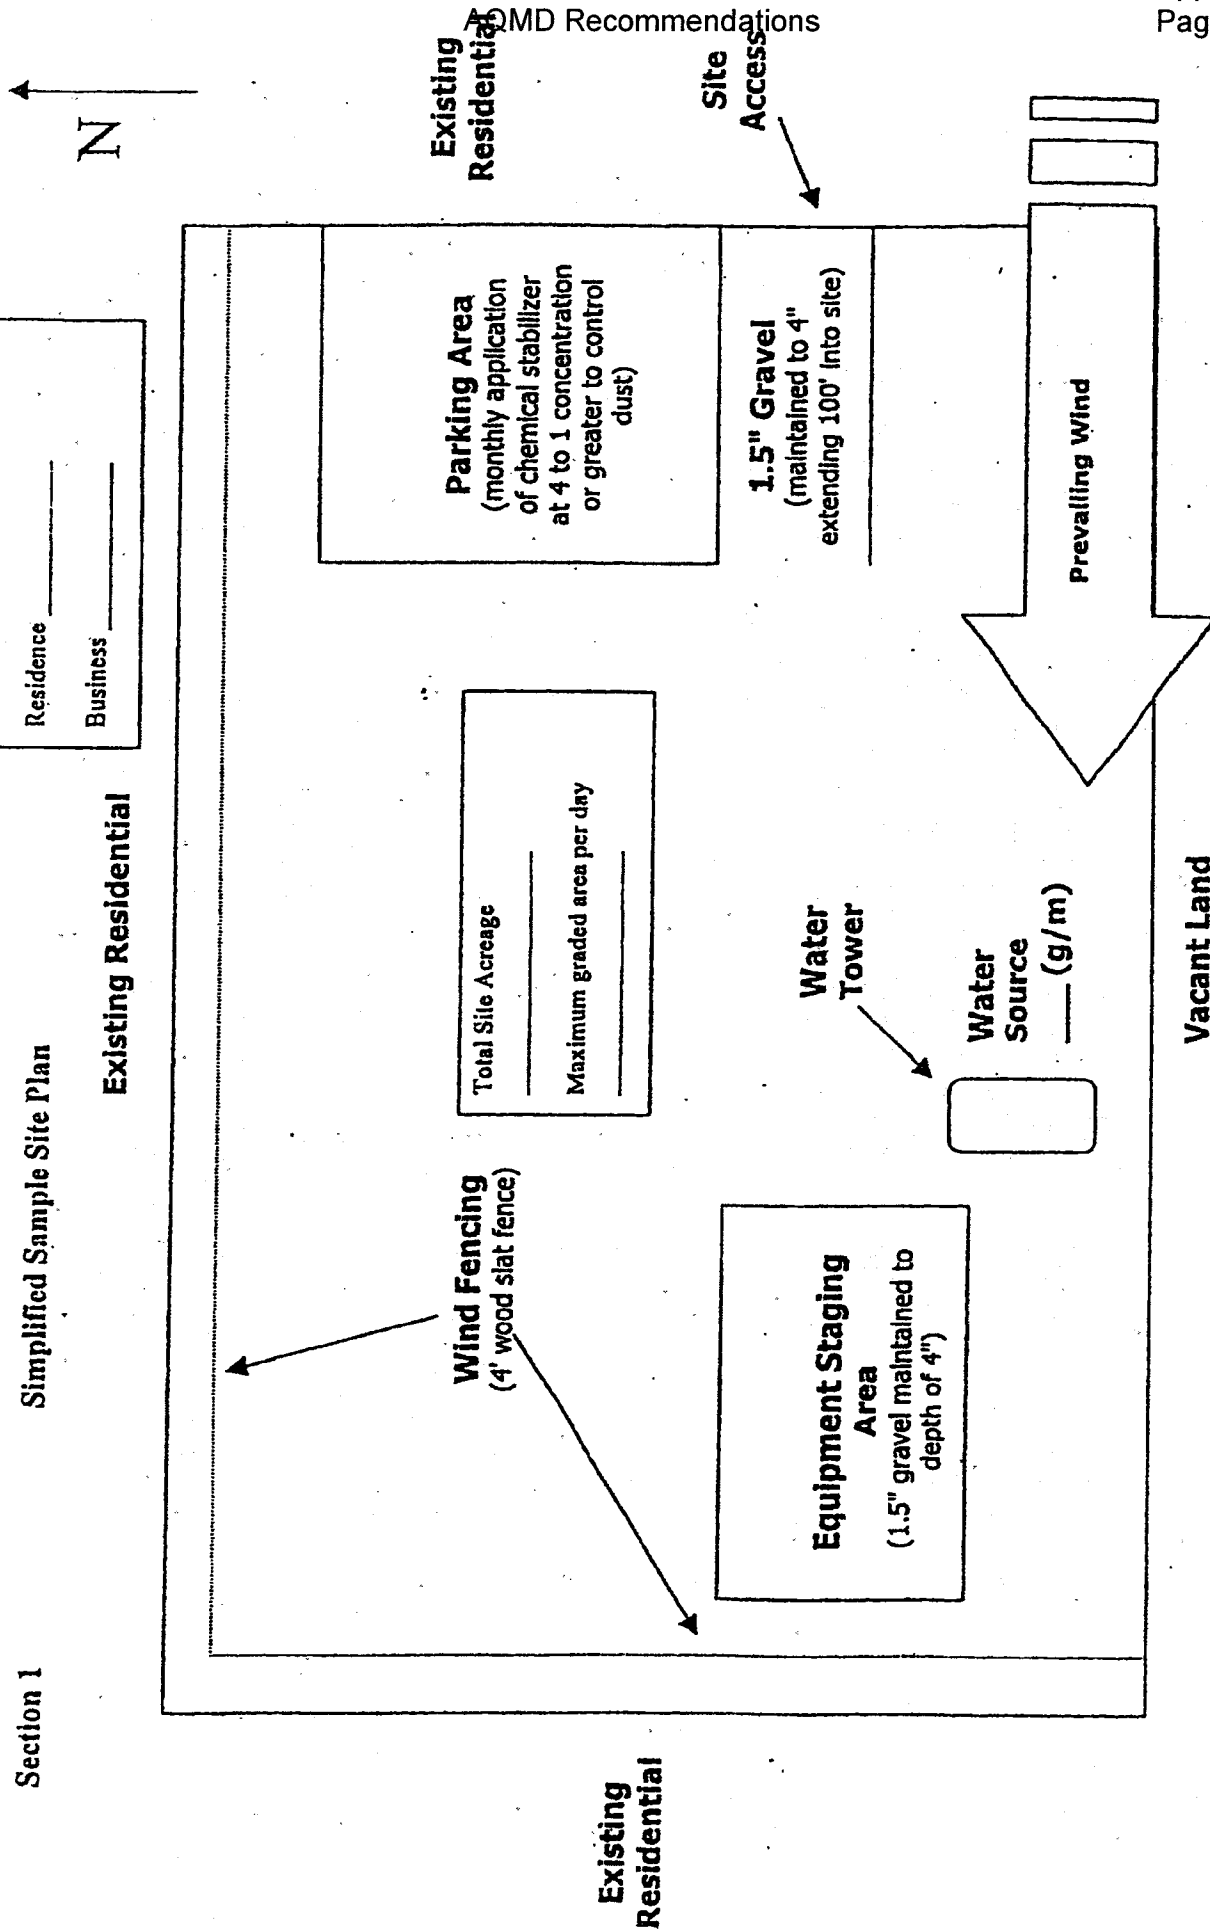 AQMD Recommendations
Pag
Section 1
Simplified Sample Site Plan
N
Residence
Business
Existing Residential
Existing
Residential
Existing
Residential
Site
Access
Wind Fencing
(4' wood slat fence)
Total Site Acreage
Maximum graded area per day
Parking Area
(monthly application
of chemical stabilizer
at 4 to 1 concentration
or greater to control
dust)
1.5" Gravel
(maintained to 4"
extending 100' into site)
Equipment Staging
Area
(1.5" gravel maintained to
depth of 4")
Water
Tower
Water
Source
___ (g/m)
Prevailing Wind
Vacant Land